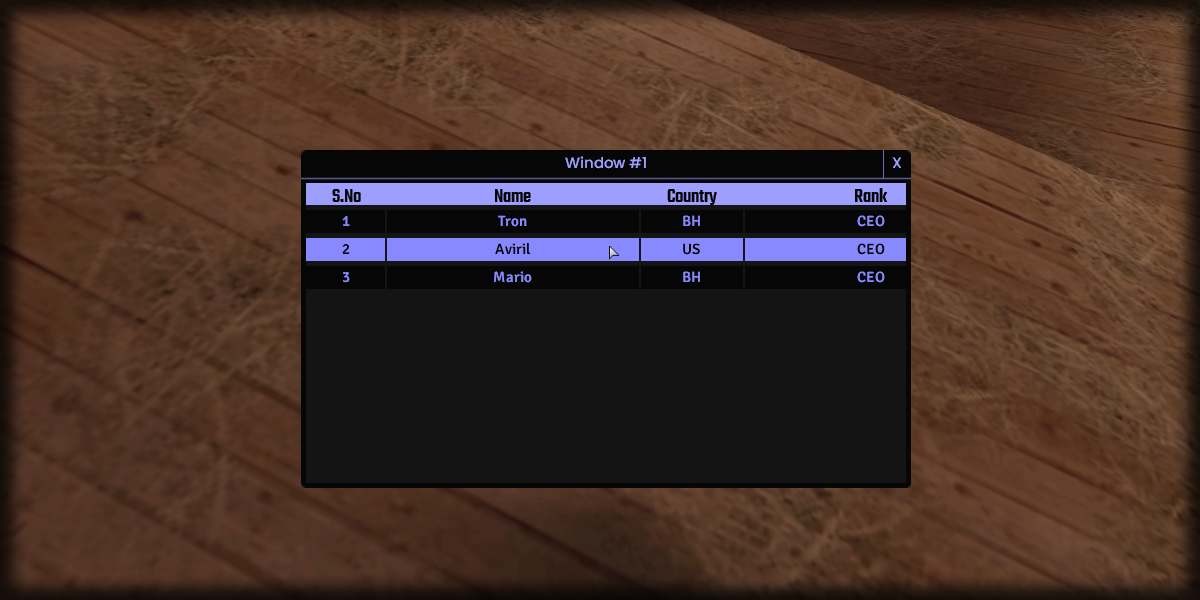 Window #1 X
S.No Name Country Rank
1 Tron BH CEO
2 Aviril US CEO
3 Mario BH CEO